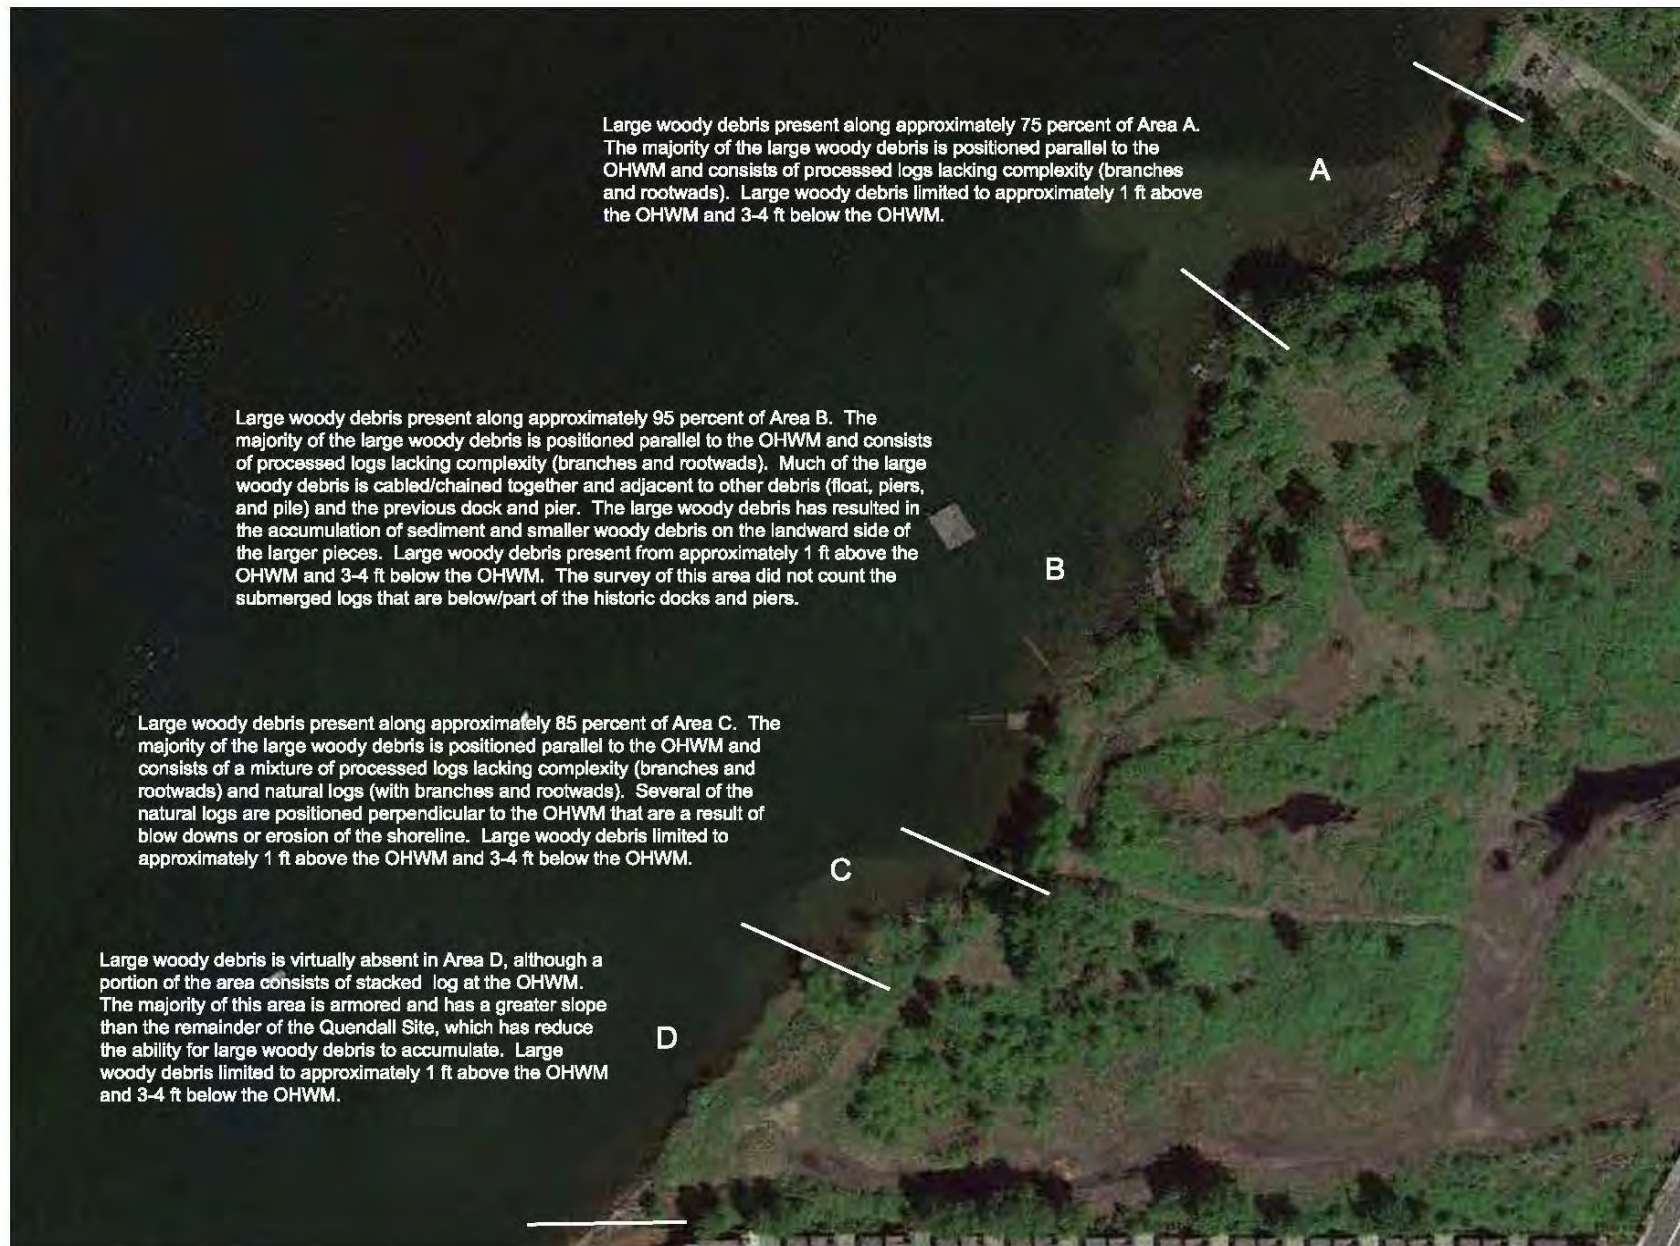 Large woody debris present along approximately 75 percent of Area A.
The majority of the large woody debris is positioned parallel to the
OHWM and consists of processed logs lacking complexity (branches
and rootwads). Large woody debris limited to approximately 1 ft above
the OHWM and 3-4 ft below the OHWM.
A
Large woody debris present along approximately 95 percent of Area B. The
majority of the large woody debris is positioned parallel to the OHWM and consists
of processed logs lacking complexity (branches and rootwads). Much of the large
woody debris is cabled/chained together and adjacent to other debris (float, piers,
and pile) and the previous dock and pier. The large woody debris has resulted in
the accumulation of sediment and smaller woody debris on the landward side of
the larger pieces. Large woody debris present from approximately 1 ft above the
OHWM and 3-4 ft below the OHWM. The survey of this area did not count the
submerged logs that are below/part of the historic docks and piers.
B
Large woody debris present along approximately 85 percent of Area C. The
majority of the large woody debris is positioned parallel to the OHWM and
consists of a mixture of processed logs lacking complexity (branches and
rootwads) and natural logs (with branches and rootwads). Several of the
natural logs are positioned perpendicular to the OHWM that are a result of
blow downs or erosion of the shoreline. Large woody debris limited to
approximately 1 ft above the OHWM and 3-4 ft below the OHWM.
C
Large woody debris is virtually absent in Area D, although a
portion of the area consists of stacked log at the OHWM.
The majority of this area is armored and has a greater slope
than the remainder of the Quendall Site, which has reduce
the ability for large woody debris to accumulate. Large
woody debris limited to approximately 1 ft above the OHWM
and 3-4 ft below the OHWM.
D